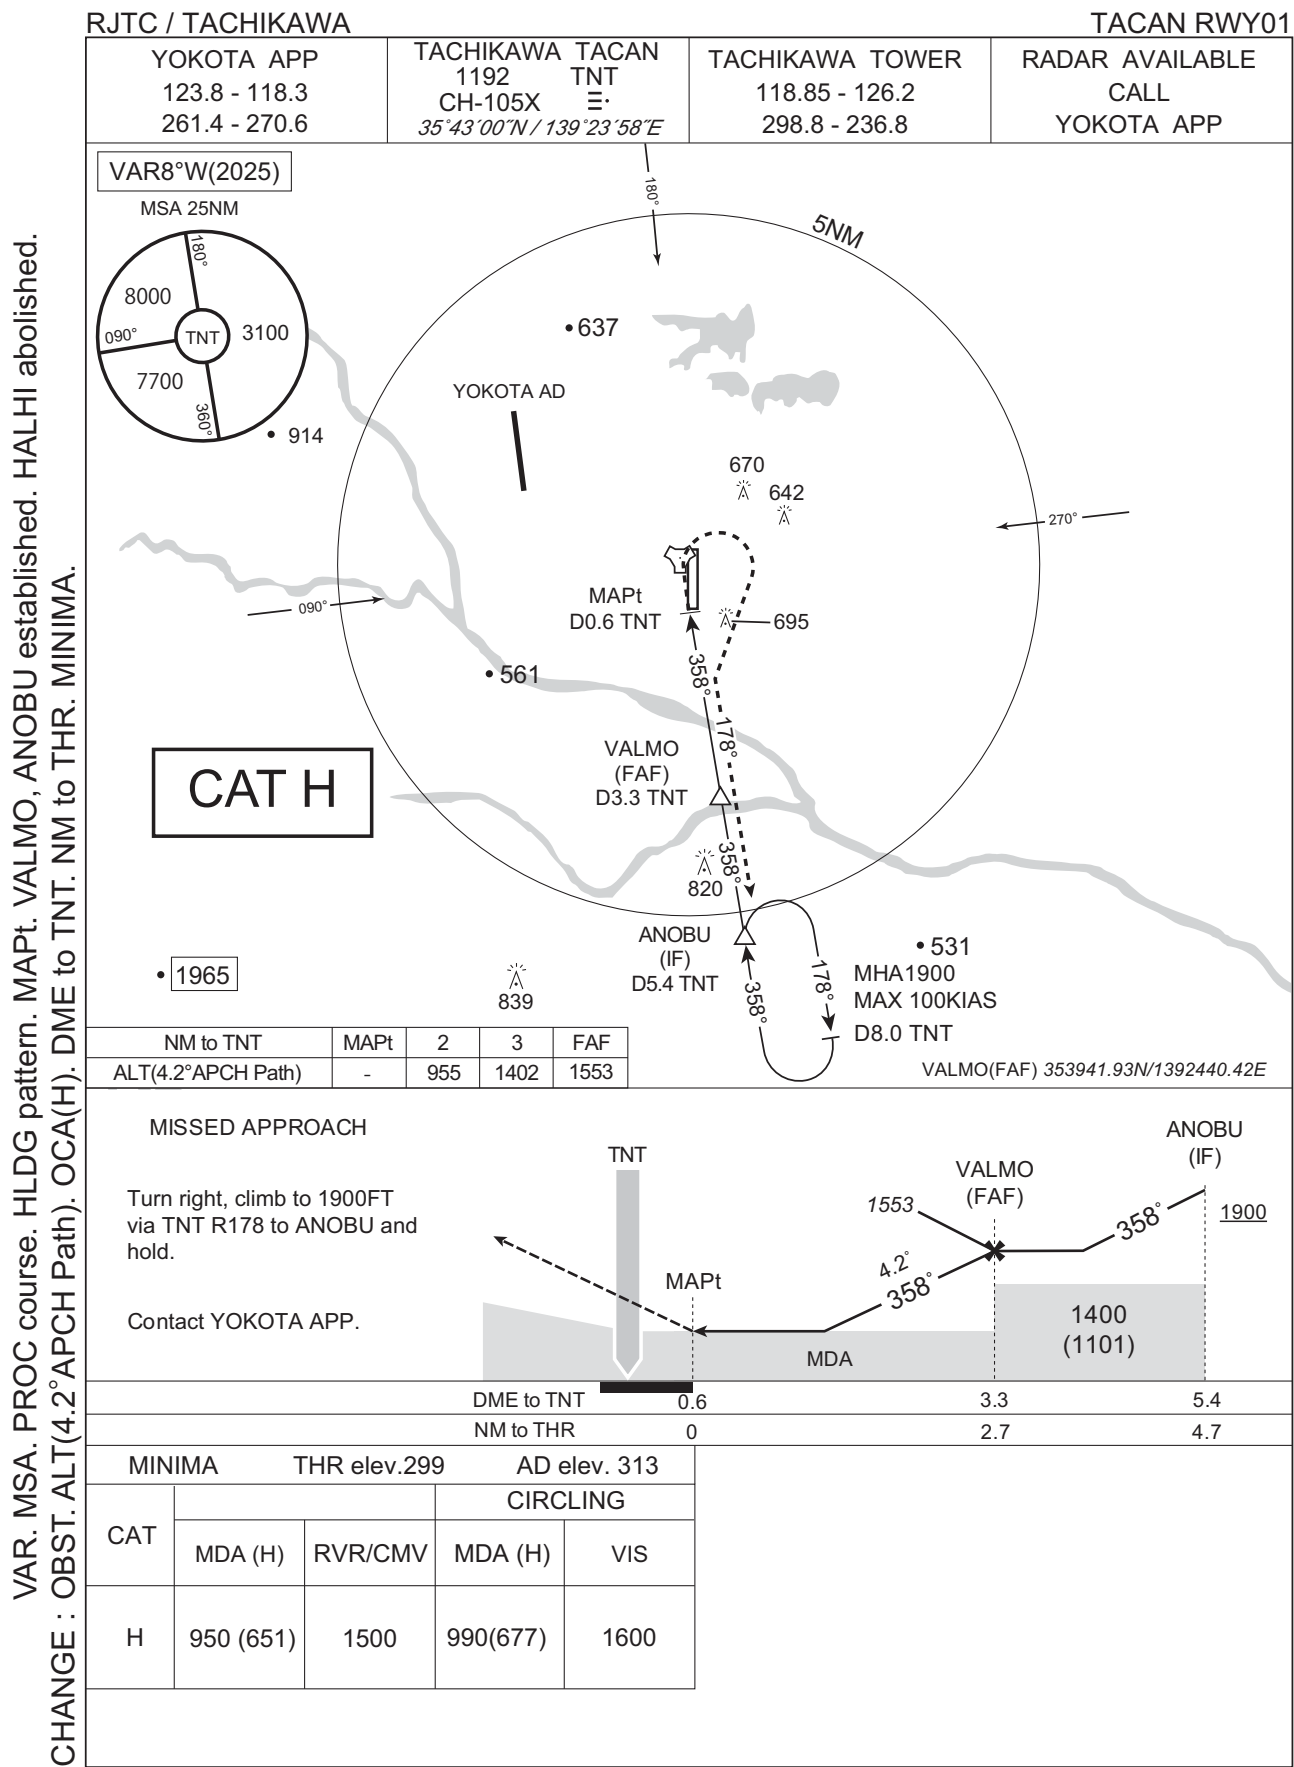 RJTC / TACHIKAWA
TACAN RWY01
YOKOTA APP
123.8 - 118.3
261.4 - 270.6
TACHIKAWA TACAN
1192 TNT
CH-105X
35°43′00″N / 139°23′58″E
TACHIKAWA TOWER
118.85 - 126.2
298.8 - 236.8
RADAR AVAILABLE
CALL
YOKOTA APP
VAR8°W(2025)
MSA 25NM
180°
8000
3100
090°
TNT
7700
360°
914
180°
5NM
637
YOKOTA AD
670
642
270°
090°
MAPt
D0.6 TNT
695
358°
561
178°
VALMO
(FAF)
D3.3 TNT
CAT H
358°
820
ANOBU
(IF)
D5.4 TNT
531
MHA1900
MAX 100KIAS
D8.0 TNT
178°
358°
1965
839
NM to TNT MAPt 2 3 FAF
ALT(4.2°APCH Path) - 955 1402 1553
VALMO(FAF) 353941.93N/1392440.42E
MISSED APPROACH
Turn right, climb to 1900FT
via TNT R178 to ANOBU and
hold.
Contact YOKOTA APP.
TNT
MAPt
1553
VALMO
(FAF)
ANOBU
(IF)
1900
358°
4.2°
358°
1400
(1101)
MDA
DME to TNT 0.6 3.3 5.4
NM to THR 0 2.7 4.7
MINIMA THR elev.299 AD elev. 313
CAT
CIRCLING
MDA (H) RVR/CMV MDA (H) VIS
H 950 (651) 1500 990(677) 1600
VAR. MSA. PROC course. HLDG pattern. MAPt. VALMO, ANOBU established. HALHI abolished.
CHANGE : OBST. ALT(4.2°APCH Path). OCA(H). DME to TNT. NM to THR. MINIMA.